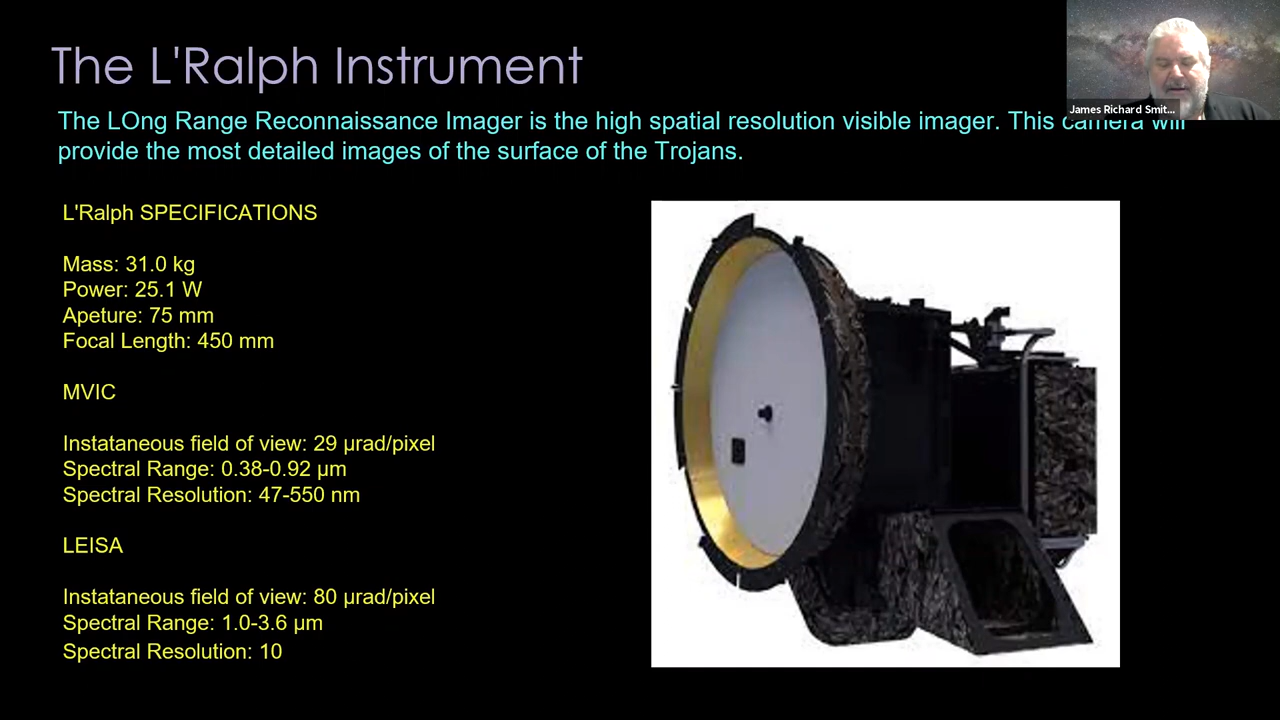 The L'Ralph Instrument
James Richard Smit...
The LOng Range Reconnaissance Imager is the high spatial resolution visible imager. This camera will
provide the most detailed images of the surface of the Trojans.
L'Ralph SPECIFICATIONS
Mass: 31.0 kg
Power: 25.1 W
Apeture: 75 mm
Focal Length: 450 mm
MVIC
Instataneous field of view: 29 µrad/pixel
Spectral Range: 0.38-0.92 µm
Spectral Resolution: 47-550 nm
LEISA
Instataneous field of view: 80 µrad/pixel
Spectral Range: 1.0-3.6 µm
Spectral Resolution: 10